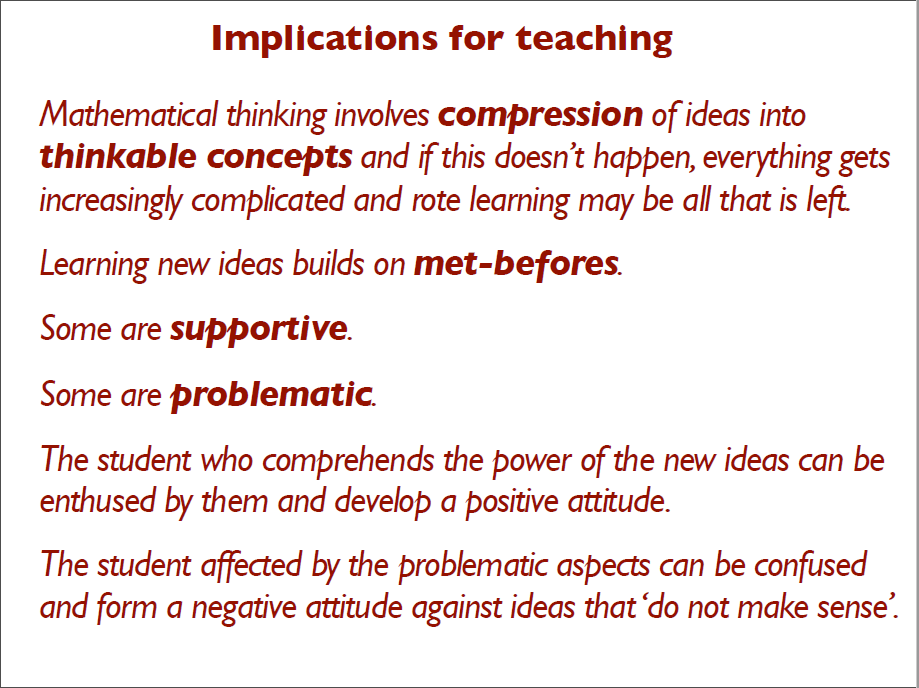 Implications for teaching
Mathematical thinking involves compression of ideas into
thinkable concepts and if this doesn’t happen, everything gets
increasingly complicated and rote learning may be all that is left.
Learning new ideas builds on met-befores.
Some are supportive.
Some are problematic.
The student who comprehends the power of the new ideas can be
enthused by them and develop a positive attitude.
The student affected by the problematic aspects can be confused
and form a negative attitude against ideas that ‘do not make sense’.